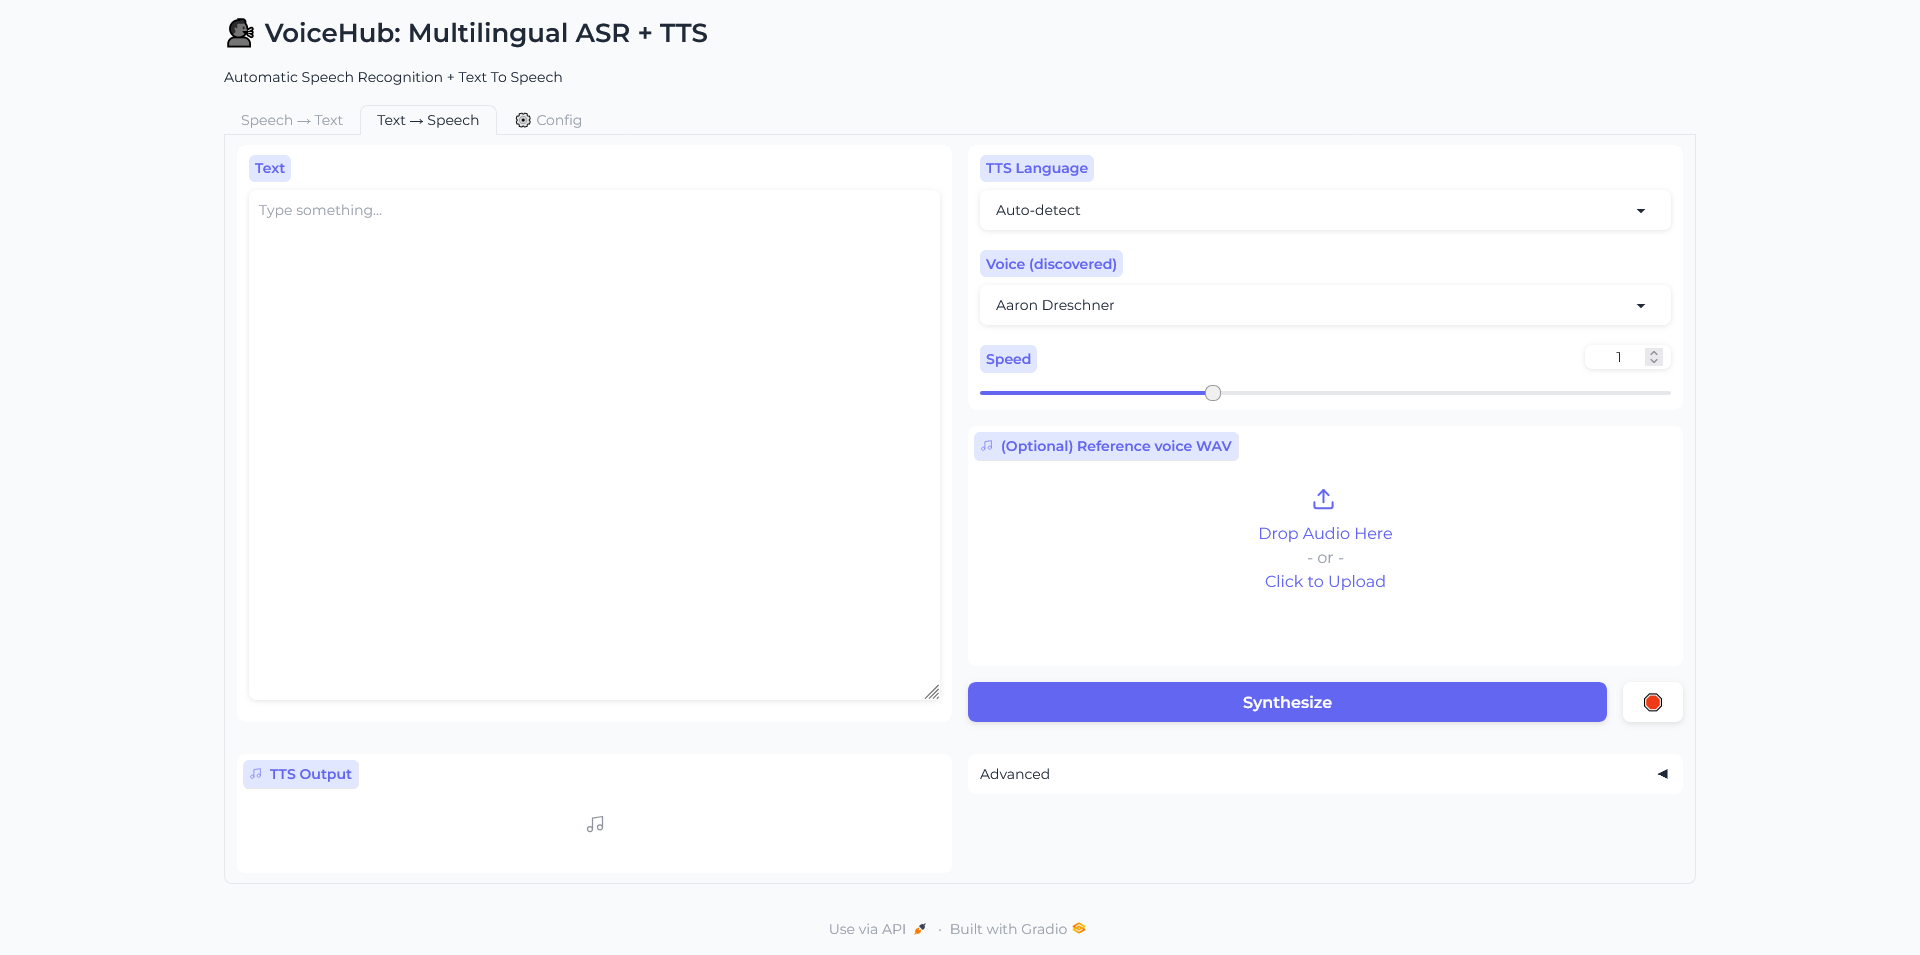 VoiceHub: Multilingual ASR + TTS
Automatic Speech Recognition + Text To Speech
Speech → Text
Text → Speech
Config
Text
Type something...
TTS Language
Auto-detect
Voice (discovered)
Aaron Dreschner
Speed
1
(Optional) Reference voice WAV
Drop Audio Here
- or -
Click to Upload
Synthesize
TTS Output
Advanced
Use via API · Built with Gradio